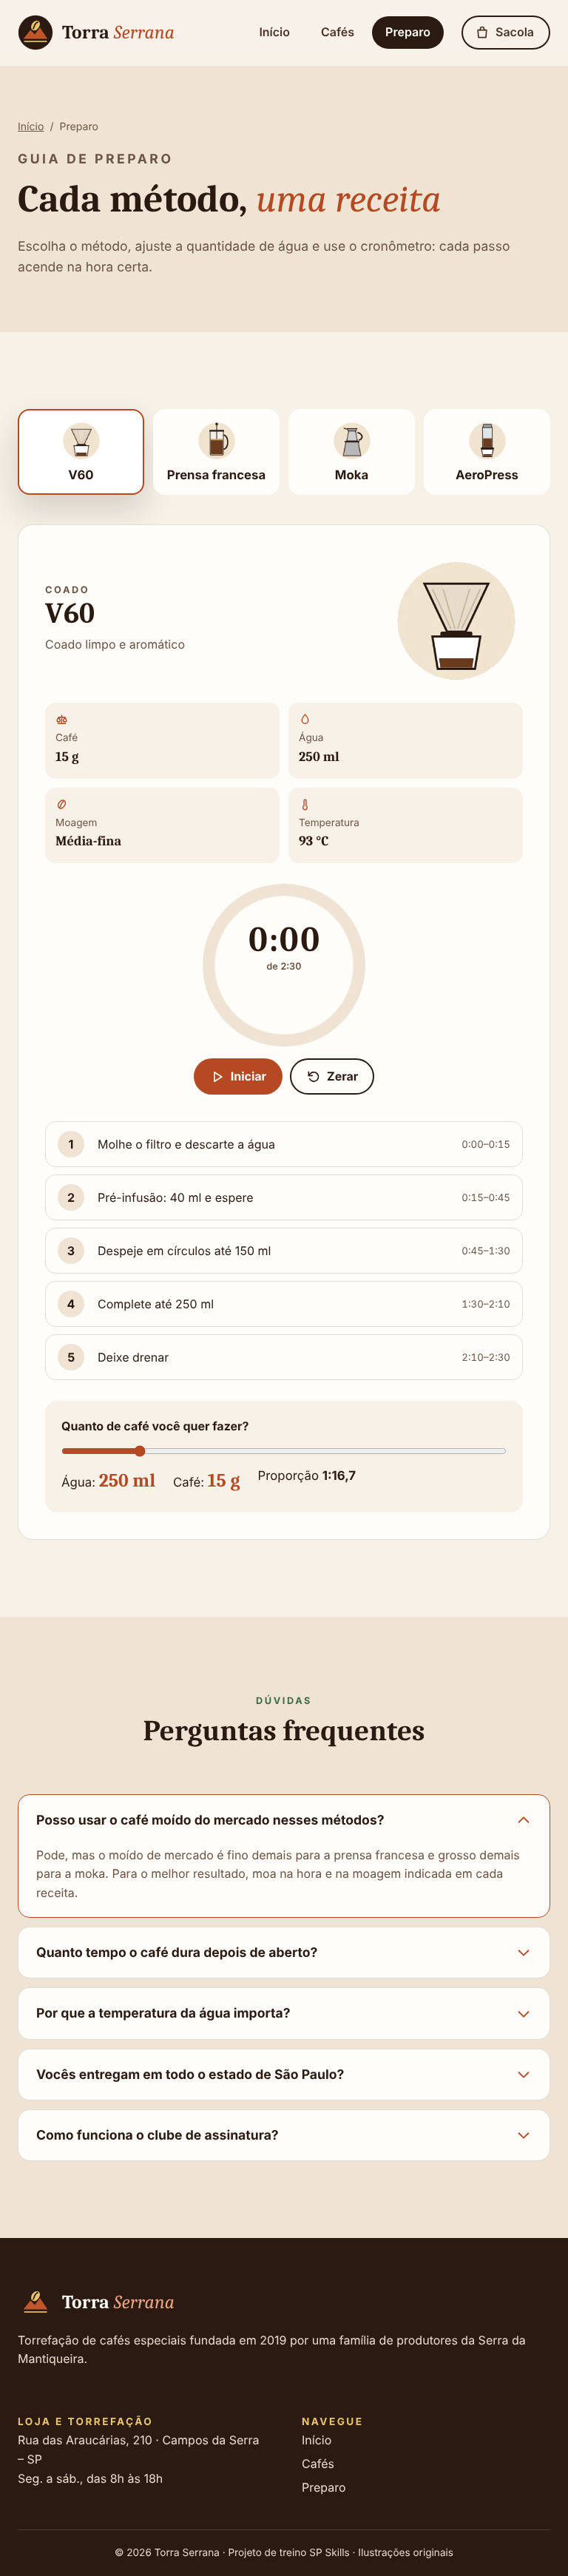 Torra Serrana
Início
Cafés
Preparo
Sacola
Início / Preparo
GUIA DE PREPARO
Cada método, uma receita
Escolha o método, ajuste a quantidade de água e use o cronômetro: cada passo
acende na hora certa.
V60
Prensa francesa
Moka
AeroPress
COADO
V60
Coado limpo e aromático
Café
15 g
Água
250 ml
Moagem
Média-fina
Temperatura
93 °C
0:00
de 2:30
Iniciar
Zerar
1 Molhe o filtro e descarte a água 0:00–0:15
2 Pré-infusão: 40 ml e espere 0:15–0:45
3 Despeje em círculos até 150 ml 0:45–1:30
4 Complete até 250 ml 1:30–2:10
5 Deixe drenar 2:10–2:30
Quanto de café você quer fazer?
Água: 250 ml Café: 15 g Proporção 1:16,7
DÚVIDAS
Perguntas frequentes
Posso usar o café moído do mercado nesses métodos?
Pode, mas o moído de mercado é fino demais para a prensa francesa e grosso demais
para a moka. Para o melhor resultado, moa na hora e na moagem indicada em cada
receita.
Quanto tempo o café dura depois de aberto?
Por que a temperatura da água importa?
Vocês entregam em todo o estado de São Paulo?
Como funciona o clube de assinatura?
Torra Serrana
Torrefação de cafés especiais fundada em 2019 por uma família de produtores da Serra da
Mantiqueira.
LOJA E TORREFAÇÃO
Rua das Araucárias, 210 · Campos da Serra
– SP
Seg. a sáb., das 8h às 18h
NAVEGUE
Início
Cafés
Preparo
© 2026 Torra Serrana · Projeto de treino SP Skills · Ilustrações originais